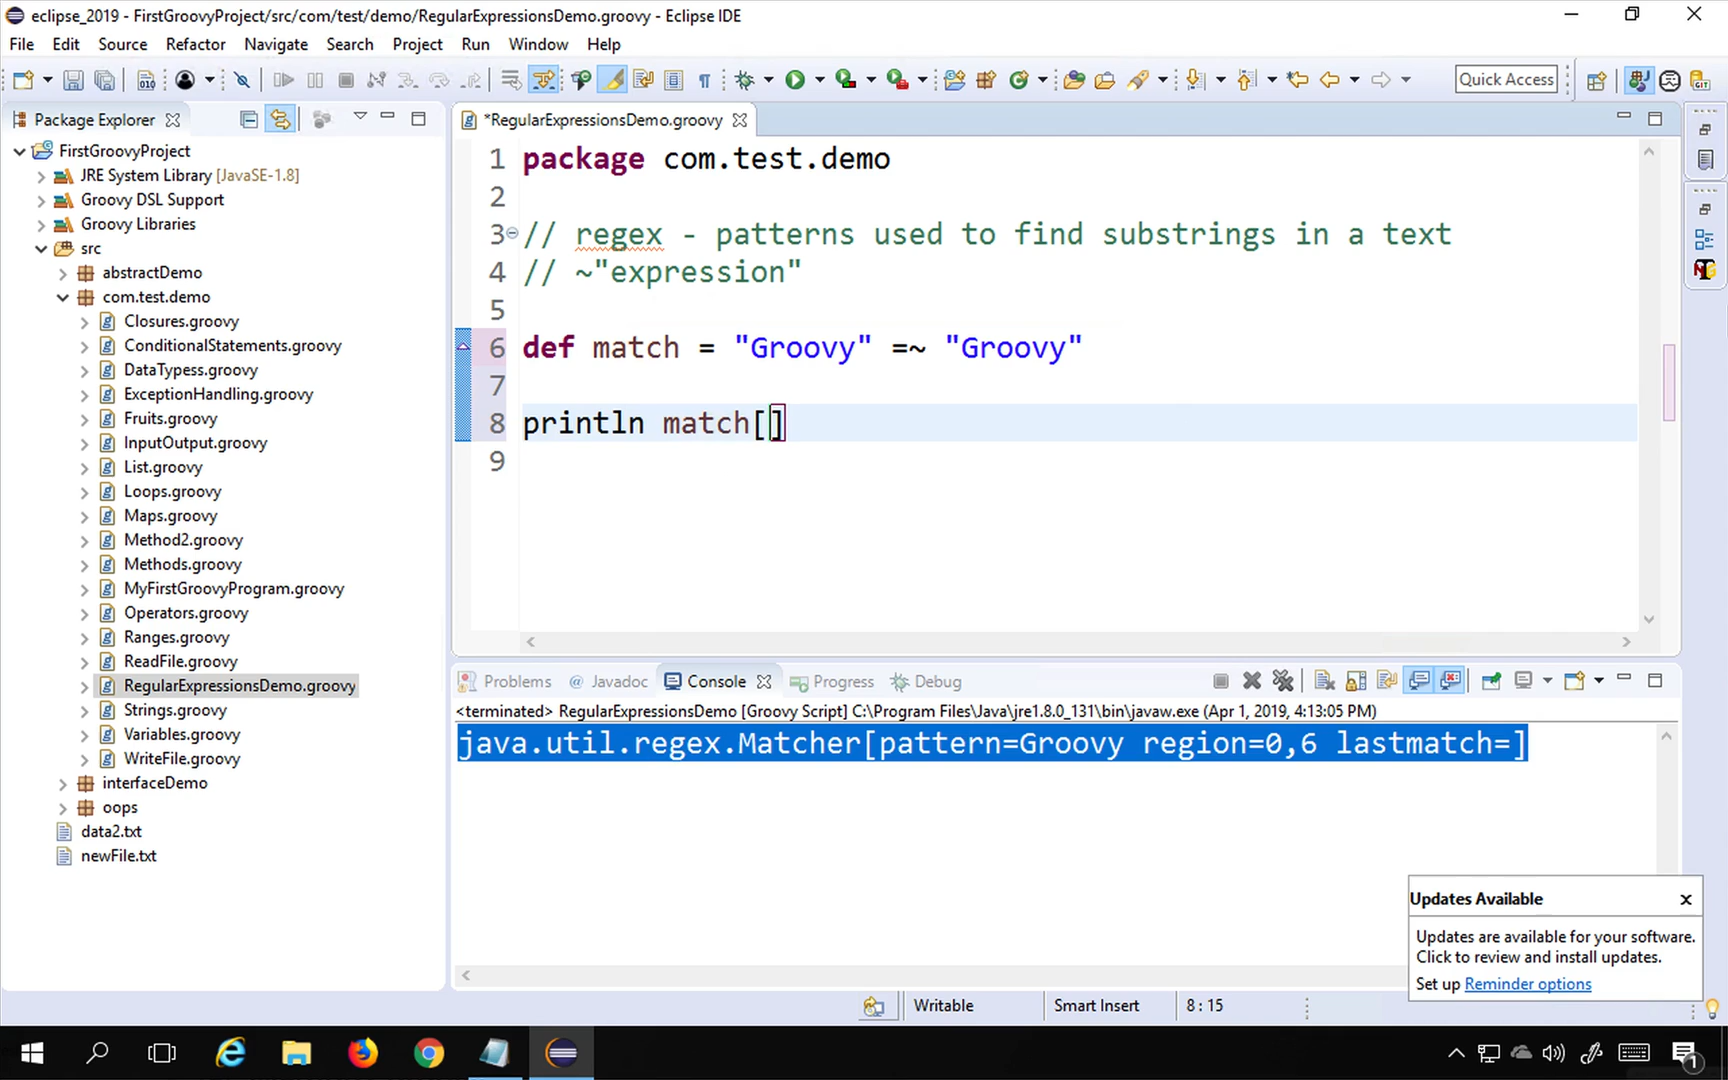 eclipse_2019 - FirstGroovyProject/src/com/test/demo/RegularExpressionsDemo.groovy - Eclipse IDE
File Edit Source Refactor Navigate Search Project Run Window Help
Quick Access
Package Explorer
FirstGroovyProject
JRE System Library [JavaSE-1.8]
Groovy DSL Support
Groovy Libraries
src
abstractDemo
com.test.demo
Closures.groovy
ConditionalStatements.groovy
DataTypess.groovy
ExceptionHandling.groovy
Fruits.groovy
InputOutput.groovy
List.groovy
Loops.groovy
Maps.groovy
Method2.groovy
Methods.groovy
MyFirstGroovyProgram.groovy
Operators.groovy
Ranges.groovy
ReadFile.groovy
RegularExpressionsDemo.groovy
Strings.groovy
Variables.groovy
WriteFile.groovy
interfaceDemo
oops
data2.txt
newFile.txt
*RegularExpressionsDemo.groovy
1 package com.test.demo
2
3 // regex - patterns used to find substrings in a text
4 // ~"expression"
5
6 def match = "Groovy" =~ "Groovy"
7
8 println match[]
9
Problems Javadoc Console Progress Debug
<terminated> RegularExpressionsDemo [Groovy Script] C:\Program Files\Java\jre1.8.0_131\bin\javaw.exe (Apr 1, 2019, 4:13:05 PM)
java.util.regex.Matcher[pattern=Groovy region=0,6 lastmatch=]
Updates Available
Updates are available for your software.
Click to review and install updates.
Set up Reminder options
Writable Smart Insert 8 : 15
1